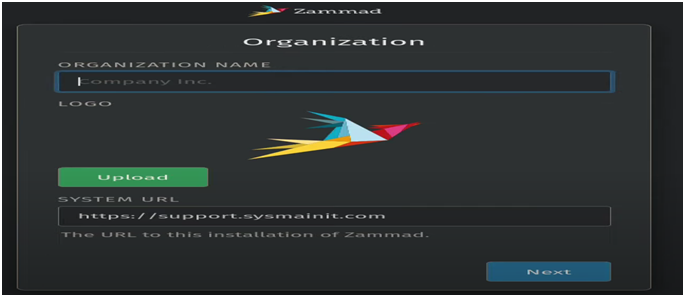 Zammad
Organization
ORGANIZATION NAME
Company Inc.
LOGO
Upload
SYSTEM URL
https://support.sysmainit.com
The URL to this installation of Zammad.
Next